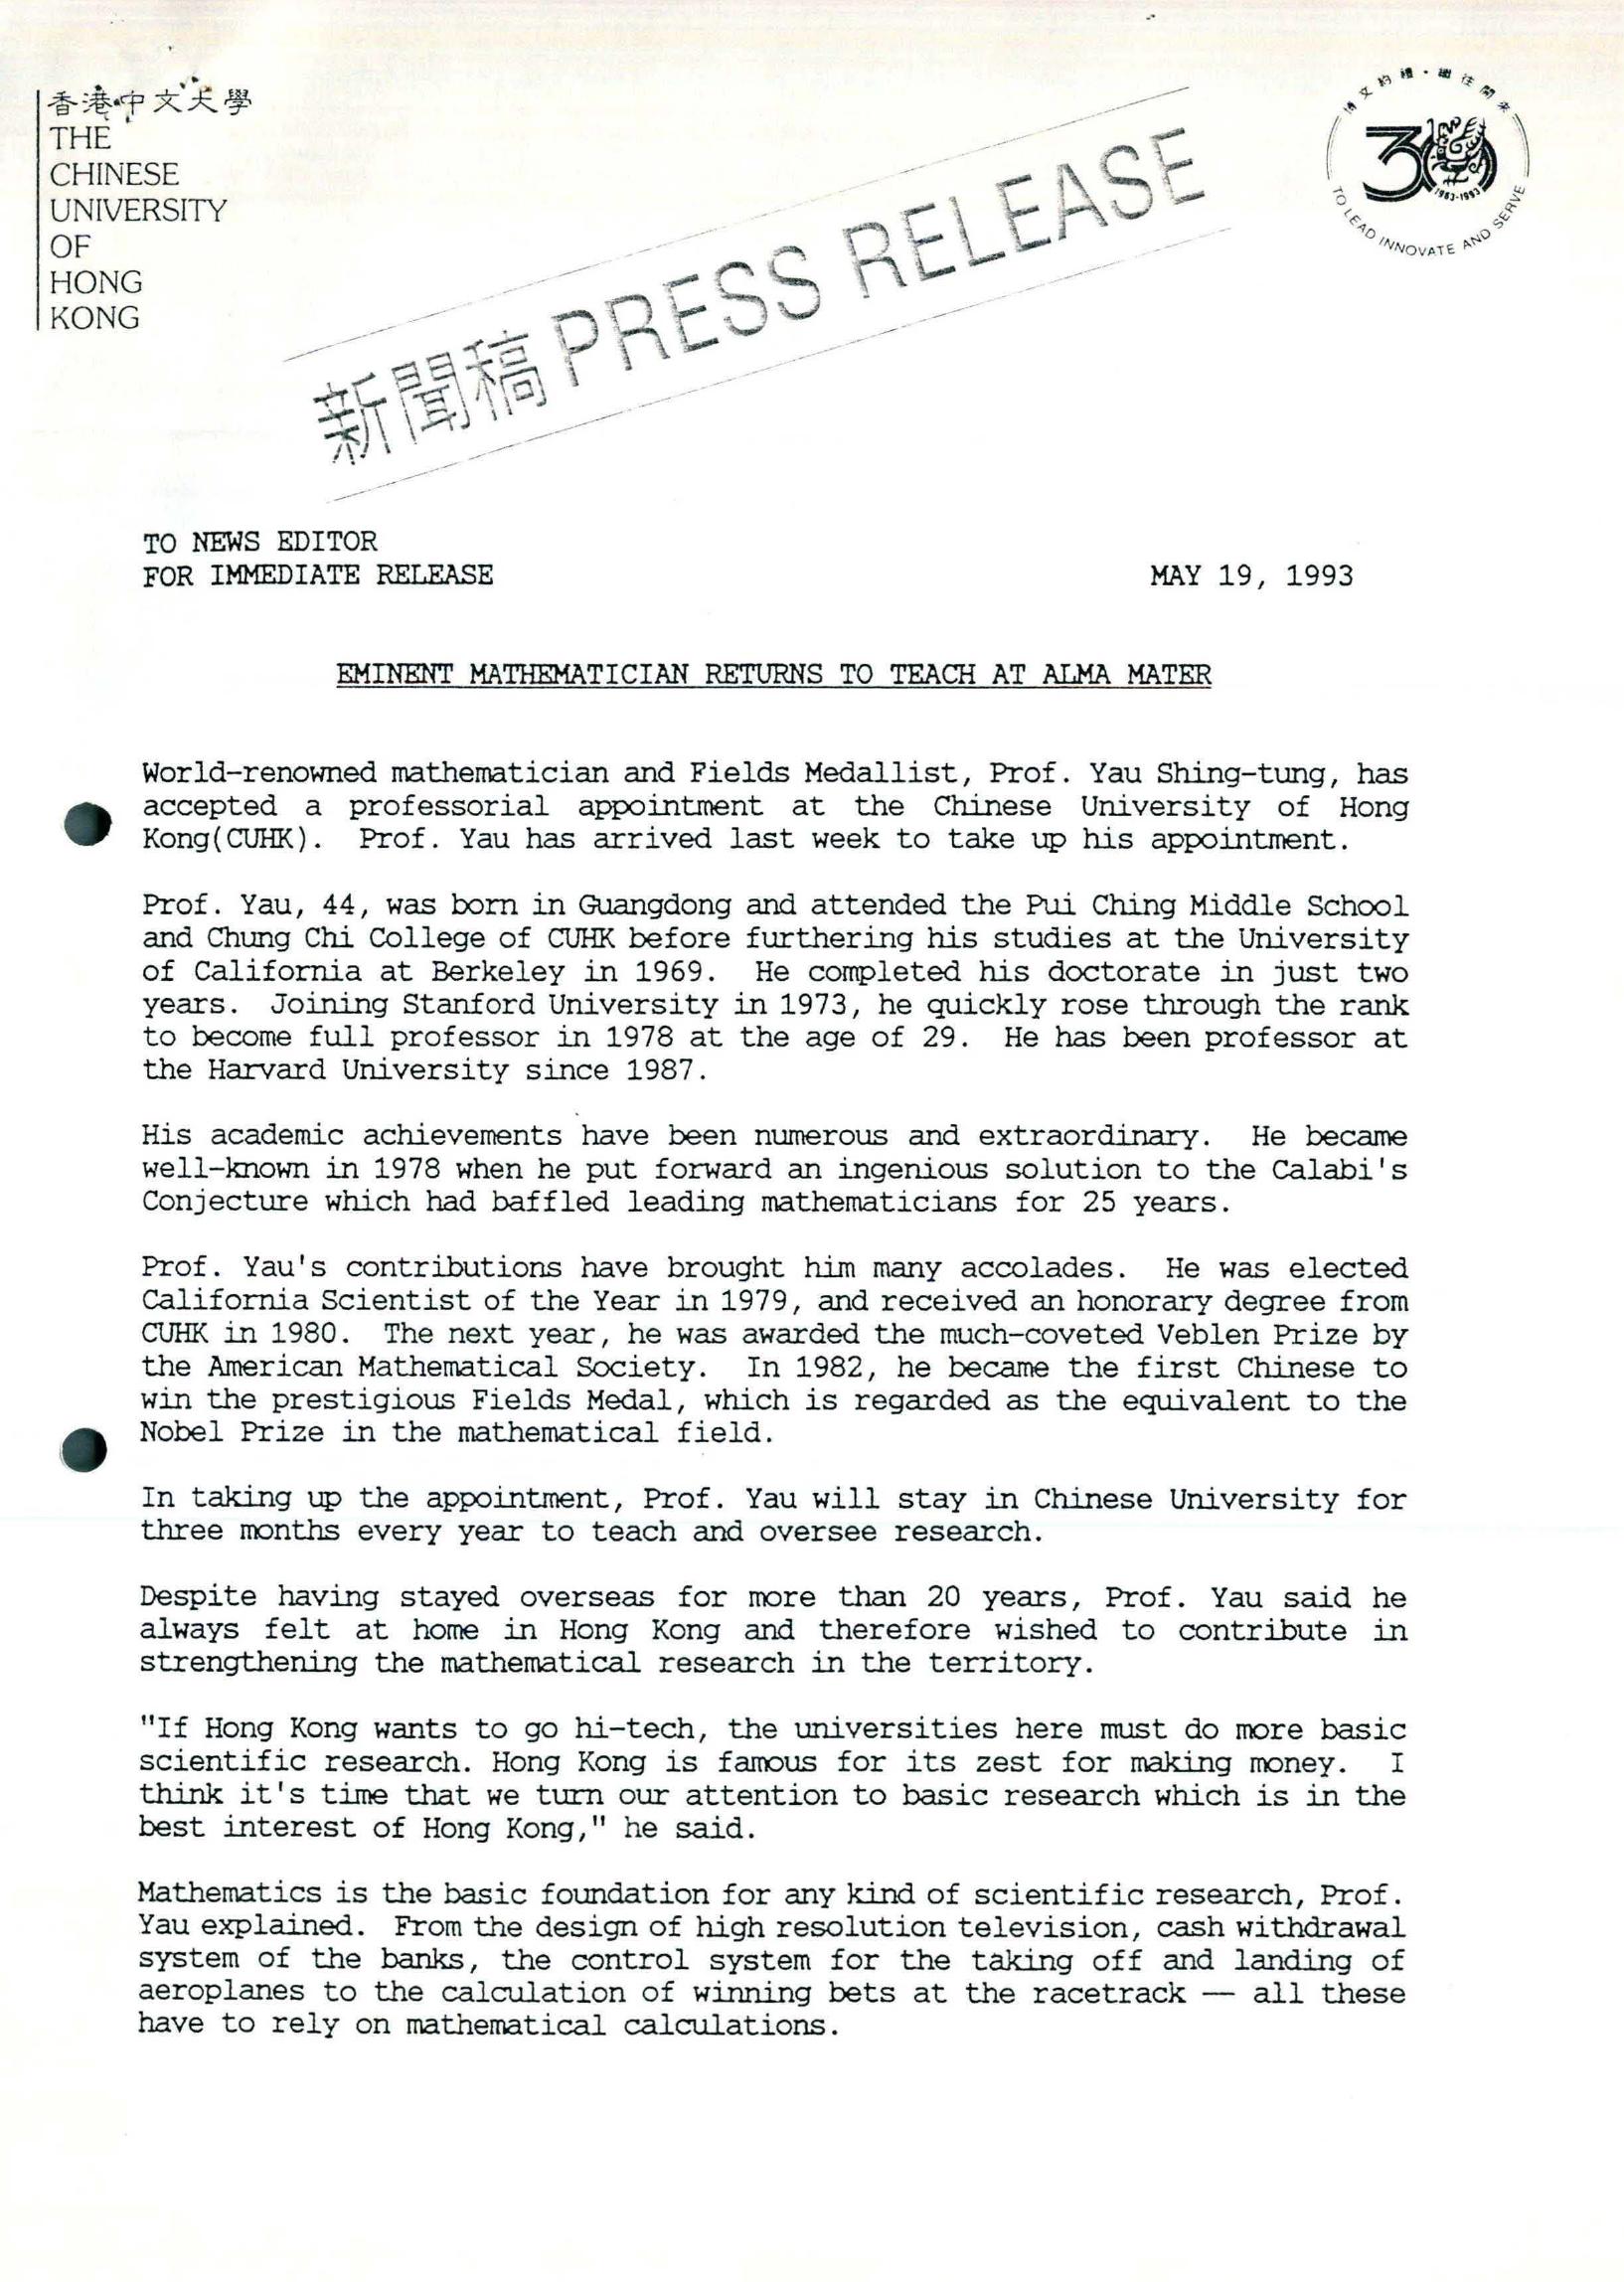 香港中文大學
THE
CHINESE
UNIVERSITY
OF
HONG
KONG
新聞稿 PRESS RELEASE
博文約禮·繼往開來
30
1963-1993
TO LEAD INNOVATE AND SERVE
TO NEWS EDITOR
FOR IMMEDIATE RELEASE MAY 19, 1993
EMINENT MATHEMATICIAN RETURNS TO TEACH AT ALMA MATER
World-renowned mathematician and Fields Medallist, Prof. Yau Shing-tung, has
accepted a professorial appointment at the Chinese University of Hong
Kong(CUHK). Prof. Yau has arrived last week to take up his appointment.
Prof. Yau, 44, was born in Guangdong and attended the Pui Ching Middle School
and Chung Chi College of CUHK before furthering his studies at the University
of California at Berkeley in 1969. He completed his doctorate in just two
years. Joining Stanford University in 1973, he quickly rose through the rank
to become full professor in 1978 at the age of 29. He has been professor at
the Harvard University since 1987.
His academic achievements have been numerous and extraordinary. He became
well-known in 1978 when he put forward an ingenious solution to the Calabi's
Conjecture which had baffled leading mathematicians for 25 years.
Prof. Yau's contributions have brought him many accolades. He was elected
California Scientist of the Year in 1979, and received an honorary degree from
CUHK in 1980. The next year, he was awarded the much-coveted Veblen Prize by
the American Mathematical Society. In 1982, he became the first Chinese to
win the prestigious Fields Medal, which is regarded as the equivalent to the
Nobel Prize in the mathematical field.
In taking up the appointment, Prof. Yau will stay in Chinese University for
three months every year to teach and oversee research.
Despite having stayed overseas for more than 20 years, Prof. Yau said he
always felt at home in Hong Kong and therefore wished to contribute in
strengthening the mathematical research in the territory.
"If Hong Kong wants to go hi-tech, the universities here must do more basic
scientific research. Hong Kong is famous for its zest for making money. I
think it's time that we turn our attention to basic research which is in the
best interest of Hong Kong," he said.
Mathematics is the basic foundation for any kind of scientific research, Prof.
Yau explained. From the design of high resolution television, cash withdrawal
system of the banks, the control system for the taking off and landing of
aeroplanes to the calculation of winning bets at the racetrack — all these
have to rely on mathematical calculations.